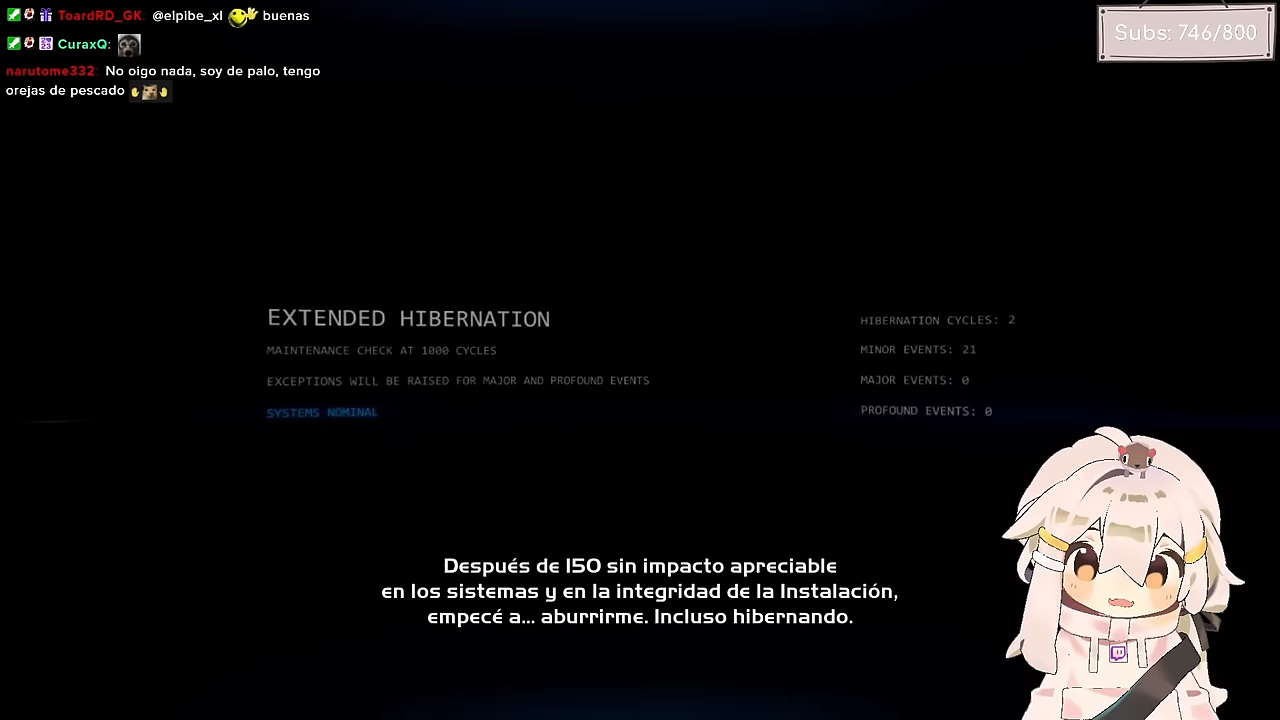 ToardRD_GK: @elpibe_xl buenas
CuraxQ:
narutome332: No oigo nada, soy de palo, tengo
orejas de pescado
Subs: 746/800
EXTENDED HIBERNATION
MAINTENANCE CHECK AT 1000 CYCLES
EXCEPTIONS WILL BE RAISED FOR MAJOR AND PROFOUND EVENTS
SYSTEMS NOMINAL
HIBERNATION CYCLES: 2
MINOR EVENTS: 21
MAJOR EVENTS: 0
PROFOUND EVENTS: 0
Después de 150 sin impacto apreciable
en los sistemas y en la integridad de la Instalación,
empecé a... aburrirme. Incluso hibernando.